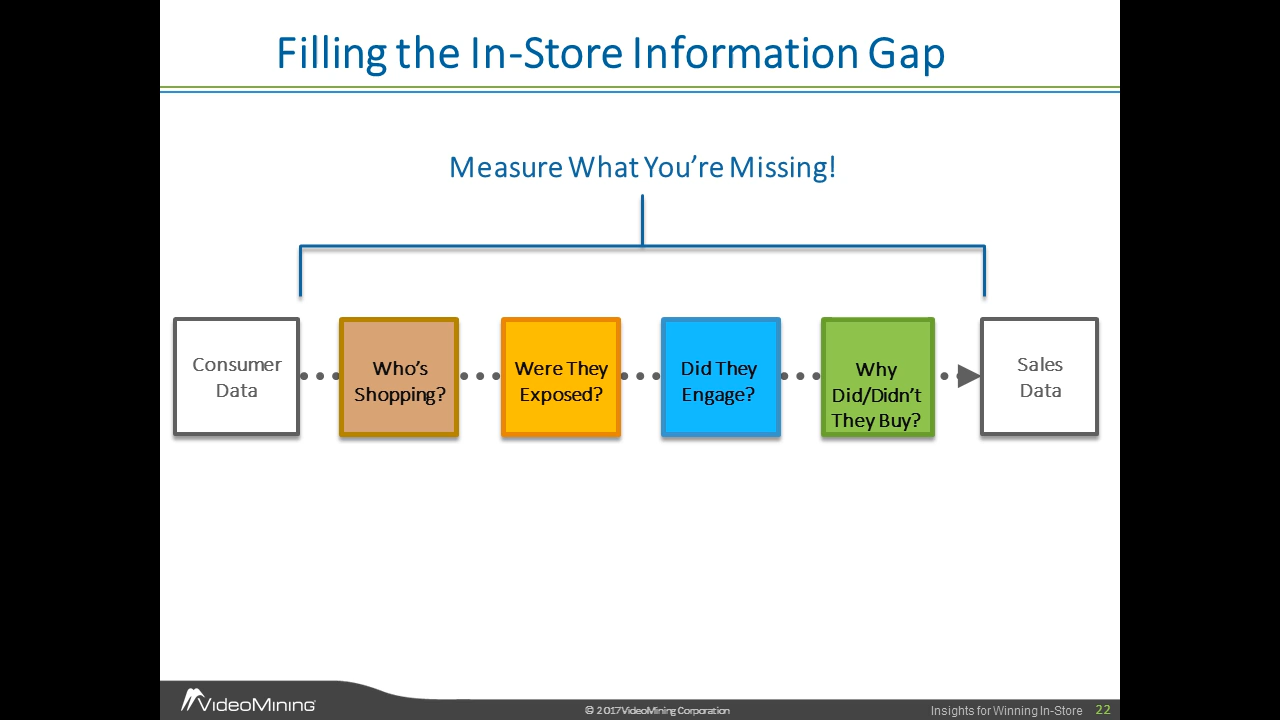 Filling the In-Store Information Gap
Measure What You’re Missing!
Consumer
Data
Who’s
Shopping?
Were They
Exposed?
Did They
Engage?
Why
Did/Didn’t
They Buy?
Sales
Data
VideoMining
© 2017 VideoMining Corporation
Insights for Winning In-Store
22